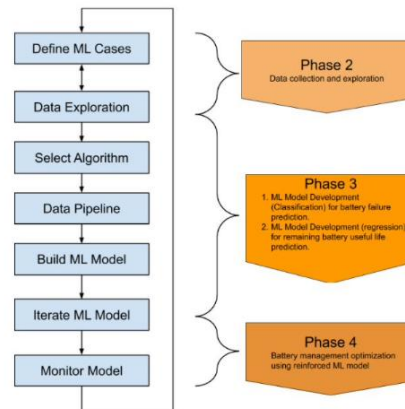 Define ML Cases
Data Exploration
Select Algorithm
Data Pipeline
Build ML Model
Iterate ML Model
Monitor Model
Phase 2
Data collection and exploration
Phase 3
1. ML Model Development
(Classification) for battery failure
prediction.
2. ML Model Development (regression)
for remaining battery useful life
prediction.
Phase 4
Battery management optimization
using reinforced ML model